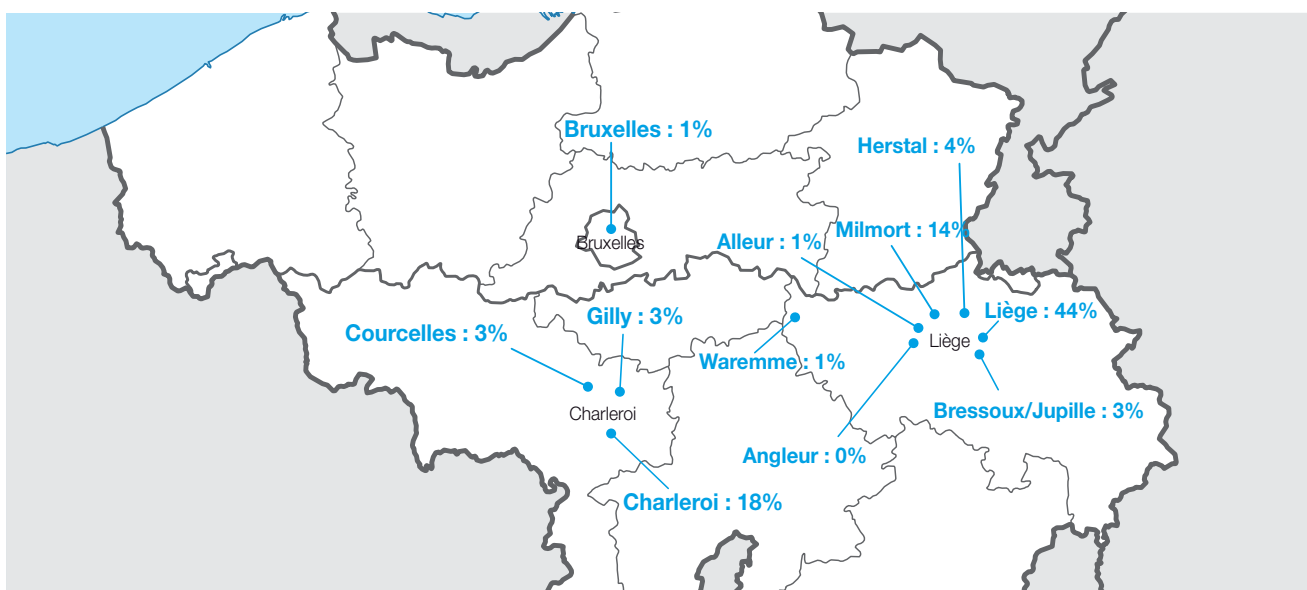 Bruxelles : 1%
Herstal : 4%
Milmort : 14%
Alleur : 1%
Bruxelles
Liège : 44%
Gilly : 3%
Courcelles : 3%
Liège
Waremme : 1%
Bressoux/Jupille : 3%
Charleroi
Angleur : 0%
Charleroi : 18%